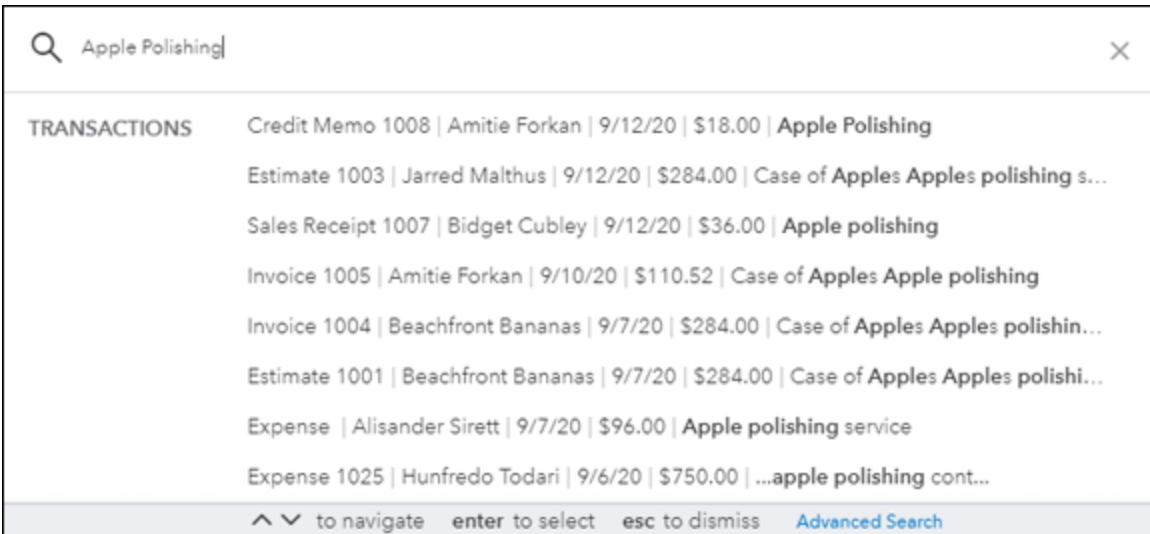 Apple Polishing
TRANSACTIONS
Credit Memo 1008 | Amitie Forkan | 9/12/20 | $18.00 | Apple Polishing
Estimate 1003 | Jarred Malthus | 9/12/20 | $284.00 | Case of Apples Apples polishing s...
Sales Receipt 1007 | Bidget Cubley | 9/12/20 | $36.00 | Apple polishing
Invoice 1005 | Amitie Forkan | 9/10/20 | $110.52 | Case of Apples Apple polishing
Invoice 1004 | Beachfront Bananas | 9/7/20 | $284.00 | Case of Apples Apples polishin...
Estimate 1001 | Beachfront Bananas | 9/7/20 | $284.00 | Case of Apples Apples polishi...
Expense | Alisander Sirett | 9/7/20 | $96.00 | Apple polishing service
Expense 1025 | Hunfredo Todari | 9/6/20 | $750.00 | ...apple polishing cont...
to navigate enter to select esc to dismiss Advanced Search